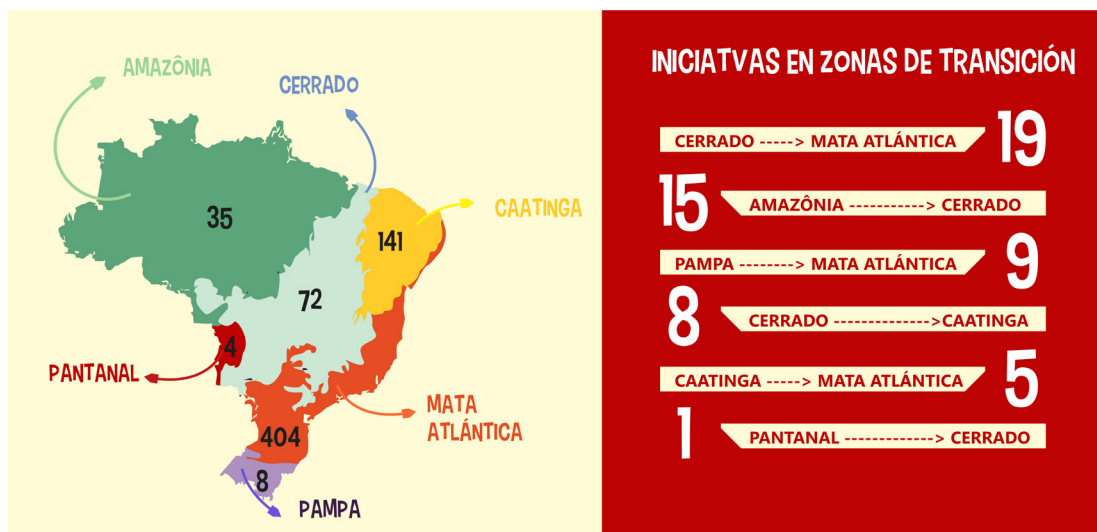 AMAZÔNIA
CERRADO
35
CAATINGA
141
72
4
PANTANAL
MATA
ATLÁNTICA
404
8
PAMPA
INICIATVAS EN ZONAS DE TRANSICIÓN
CERRADO -----> MATA ATLÁNTICA 19
15 AMAZÔNIA -----------> CERRADO
PAMPA --------> MATA ATLÁNTICA 9
8 CERRADO -------------->CAATINGA
CAATINGA -----> MATA ATLÁNTICA 5
1 PANTANAL -------------> CERRADO